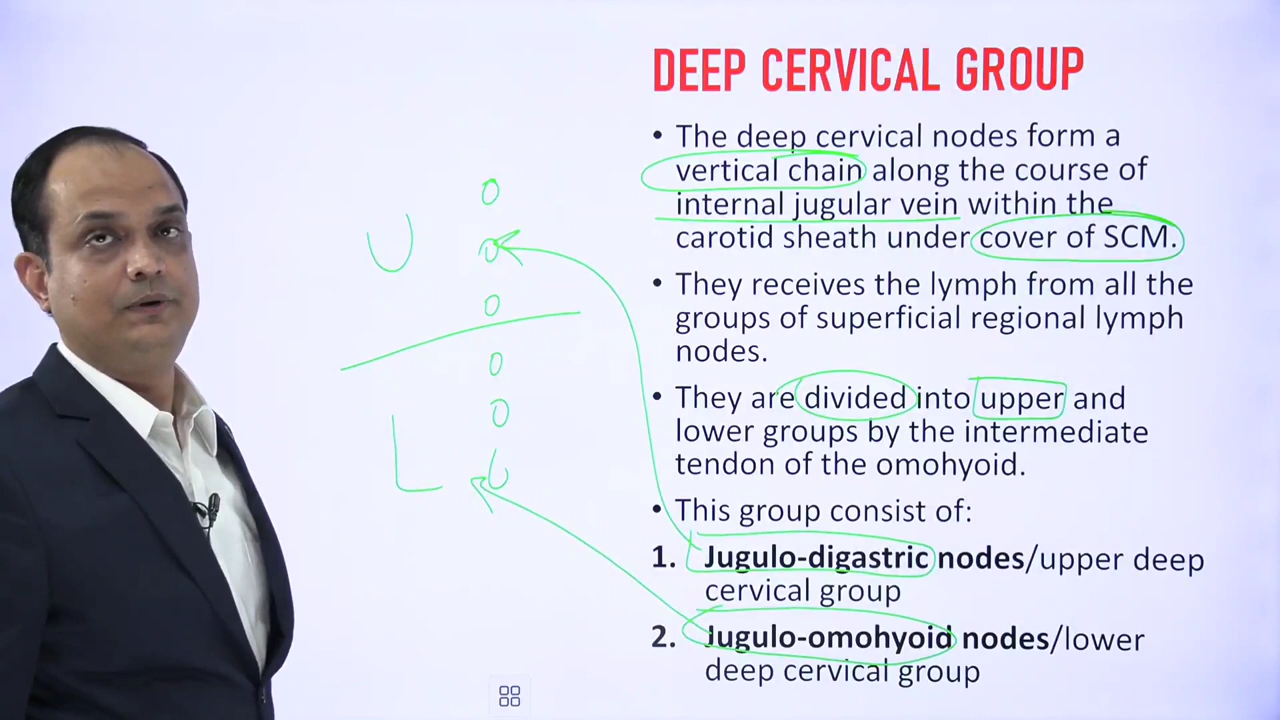 DEEP CERVICAL GROUP
• The deep cervical nodes form a
vertical chain along the course of
internal jugular vein within the
carotid sheath under cover of SCM.
• They receives the lymph from all the
groups of superficial regional lymph
nodes.
• They are divided into upper and
lower groups by the intermediate
tendon of the omohyoid.
• This group consist of:
1. Jugulo-digastric nodes/upper deep
cervical group
2. Jugulo-omohyoid nodes/lower
deep cervical group
U
L